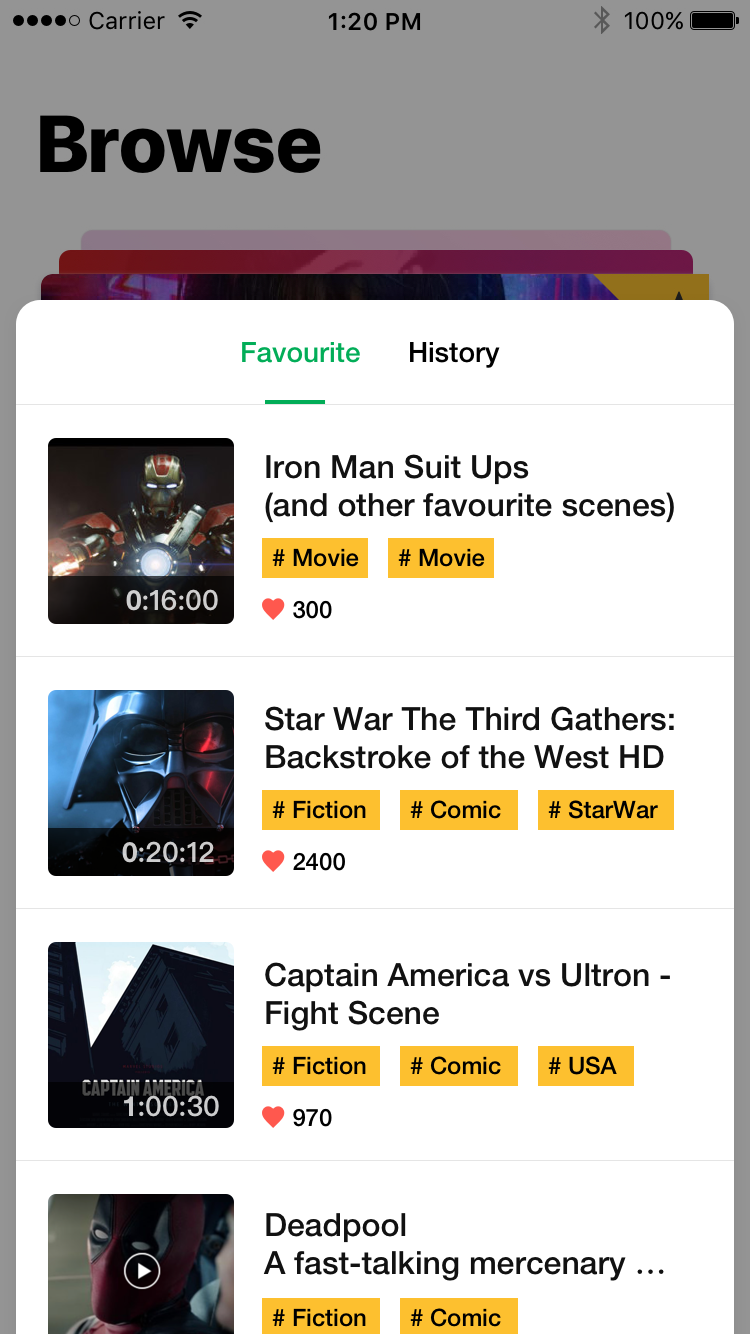 Carrier 1:20 PM 100%
Browse
Favourite History
Iron Man Suit Ups
(and other favourite scenes)
# Movie # Movie
0:16:00
300
Star War The Third Gathers:
Backstroke of the West HD
# Fiction # Comic # StarWar
0:20:12
2400
Captain America vs Ultron -
Fight Scene
# Fiction # Comic # USA
CAPTAIN AMERICA
1:00:30
970
Deadpool
A fast-talking mercenary …
# Fiction # Comic